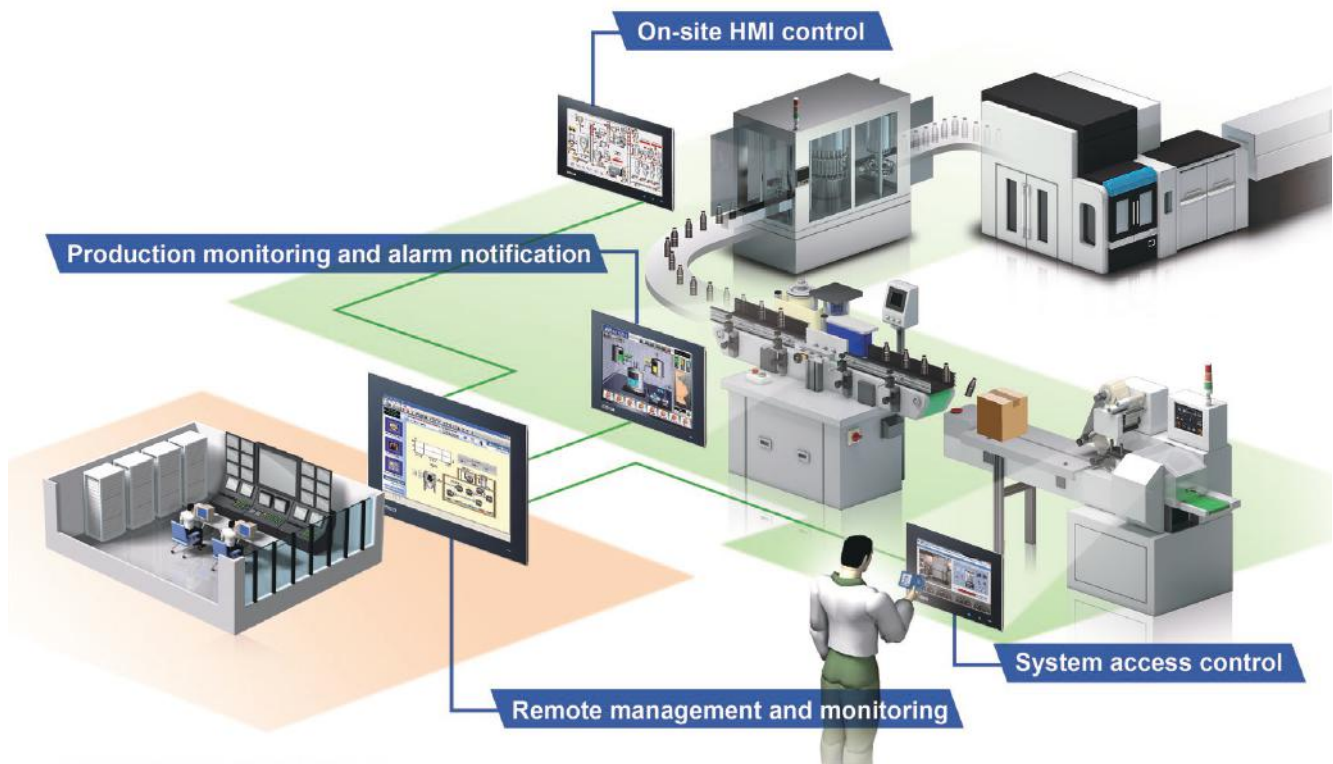 On-site HMI control
Production monitoring and alarm notification
System access control
Remote management and monitoring